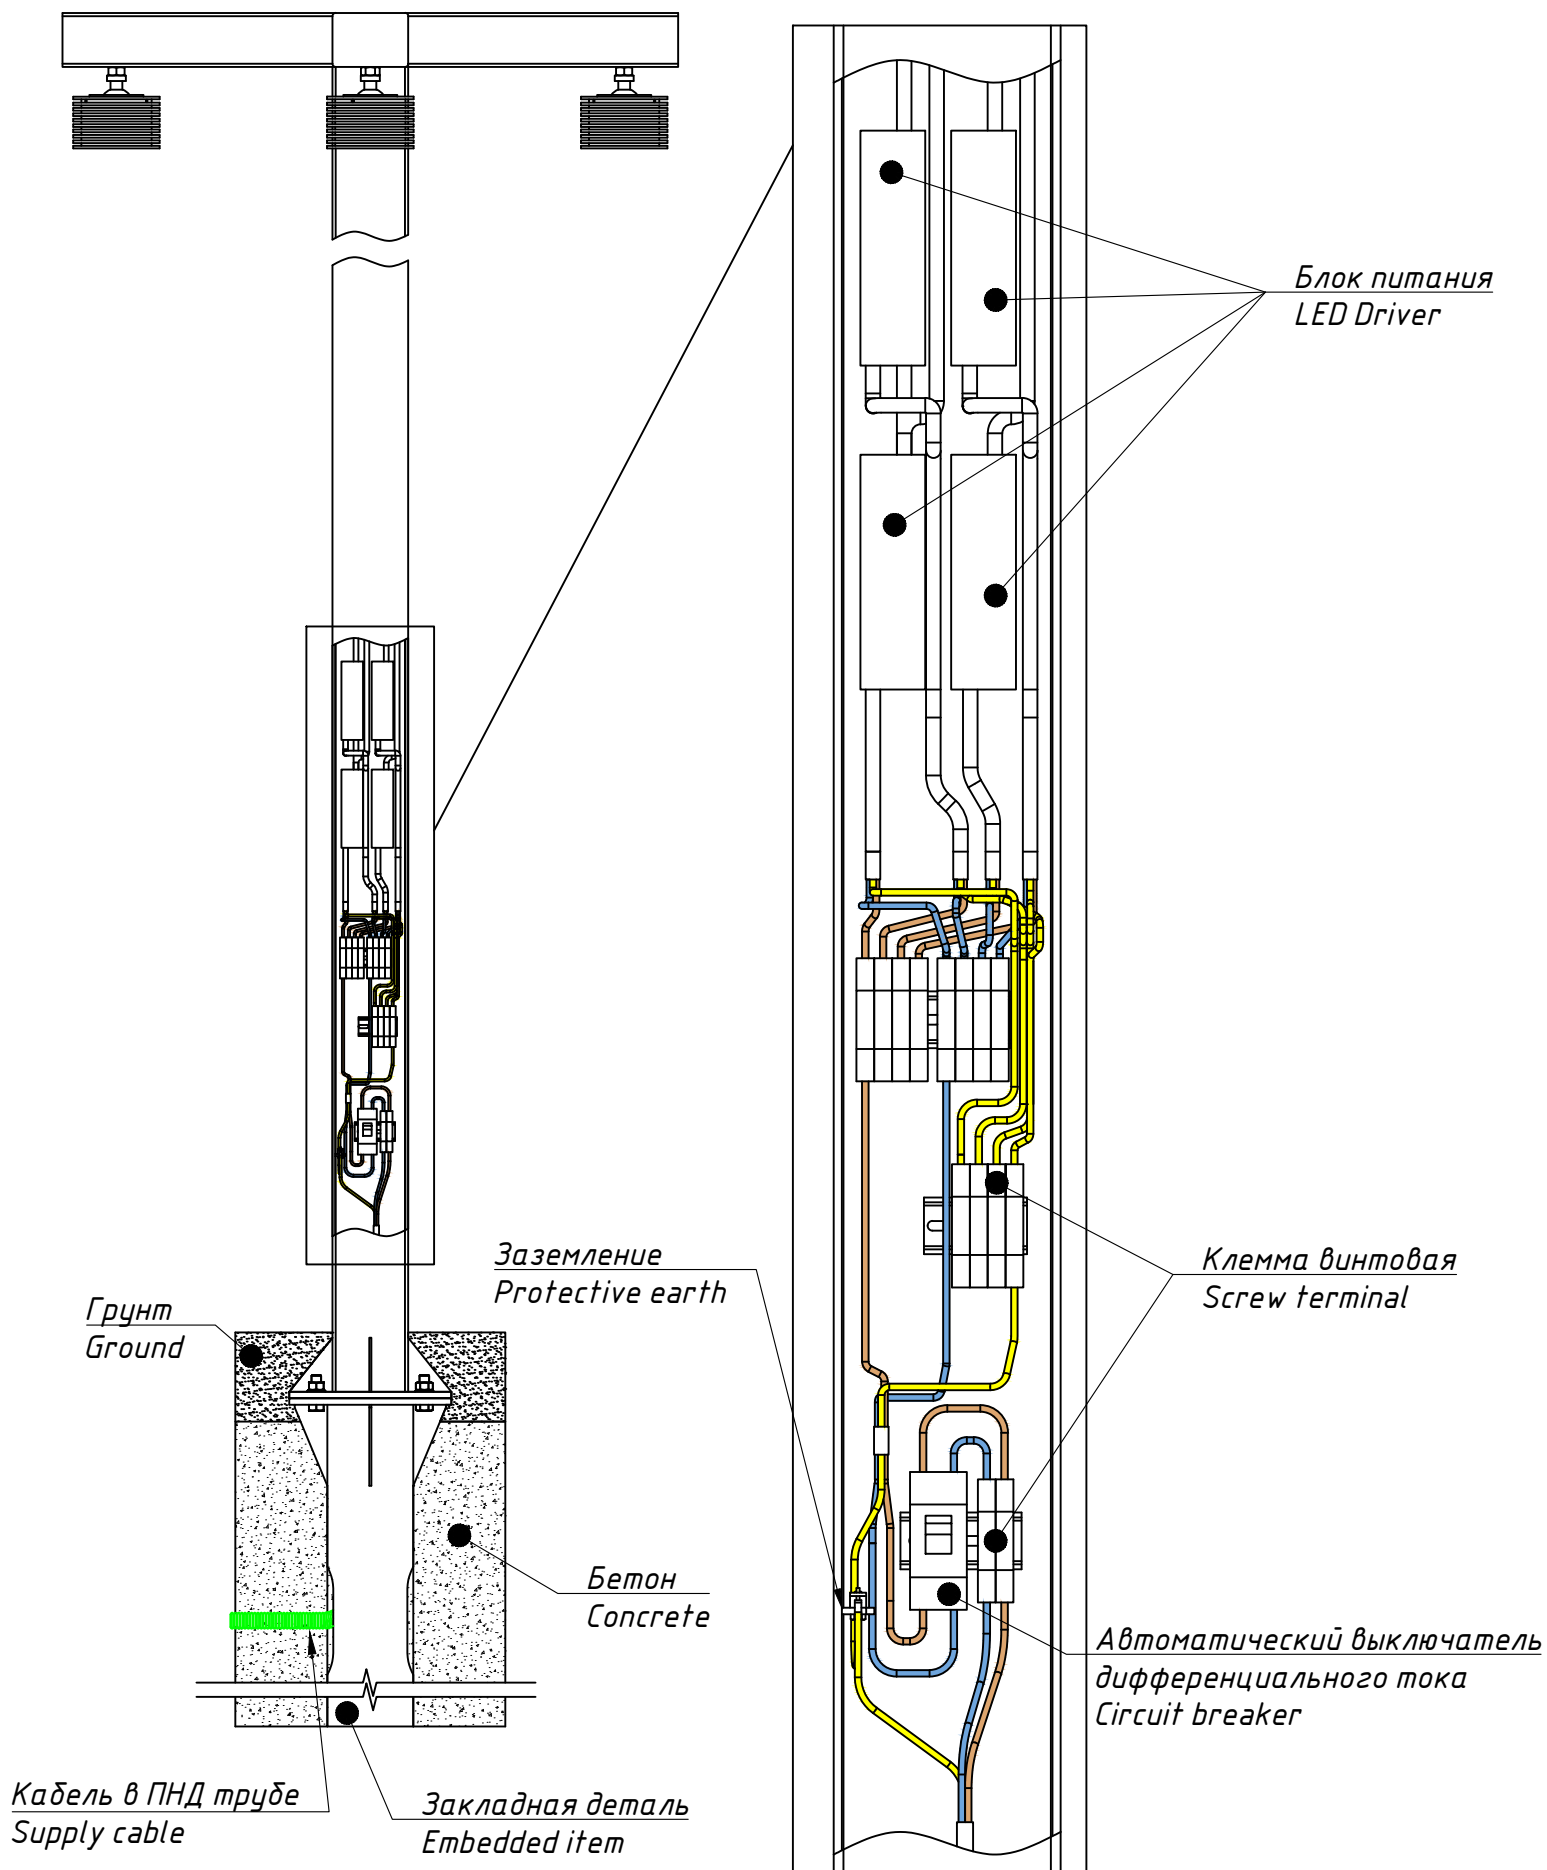 Блок питания
LED Driver
Заземление
Protective earth
Клемма винтовая
Screw terminal
Грунт
Ground
Бетон
Concrete
Автоматический выключатель
дифференциального тока
Circuit breaker
Кабель в ПНД трубе
Supply cable
Закладная деталь
Embedded item